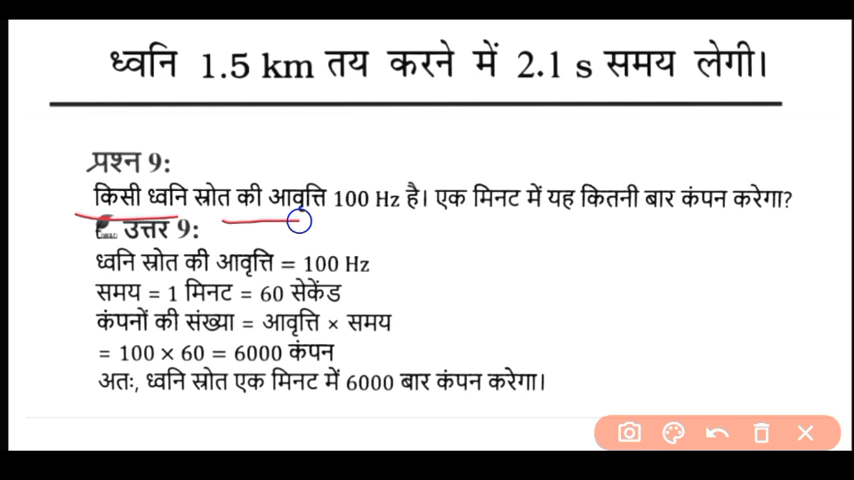 ध्वनि 1.5 km तय करने में 2.1 s समय लेगी।
प्रश्न 9:
किसी ध्वनि स्रोत की आवृत्ति 100 Hz है। एक मिनट में यह कितनी बार कंपन करेगा?
उत्तर 9:
ध्वनि स्रोत की आवृत्ति = 100 Hz
समय = 1 मिनट = 60 सेकेंड
कंपनों की संख्या = आवृत्ति × समय
= 100 × 60 = 6000 कंपन
अतः, ध्वनि स्रोत एक मिनट में 6000 बार कंपन करेगा।